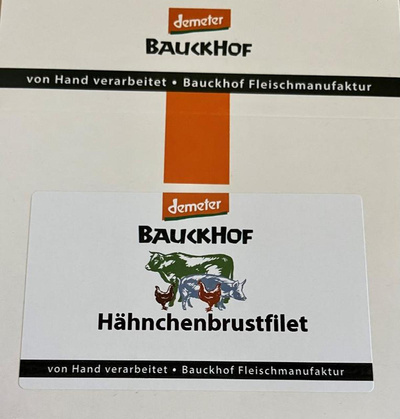 demeter
BAUCKHOF
von Hand verarbeitet • Bauckhof Fleischmanufaktur
demeter
BAUCKHOF
Hähnchenbrustfilet
von Hand verarbeitet • Bauckhof Fleischmanufaktur